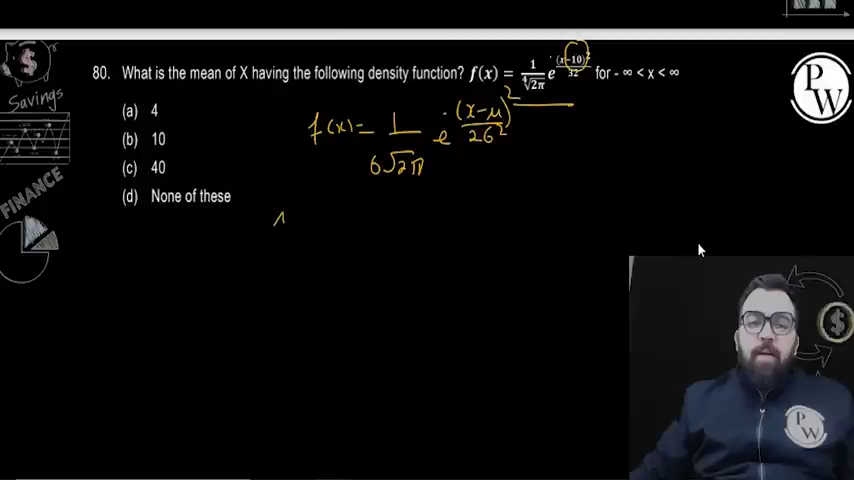 80. What is the mean of X having the following density function? f(x) = 1/∜2π e^-(x-10)²/32 for - ∞ < x < ∞
Savings
(a) 4
f(x) = 1/σ√2π e^-(x-μ)²/2σ²
(b) 10
(c) 40
FINANCE
(d) None of these
PW
PW